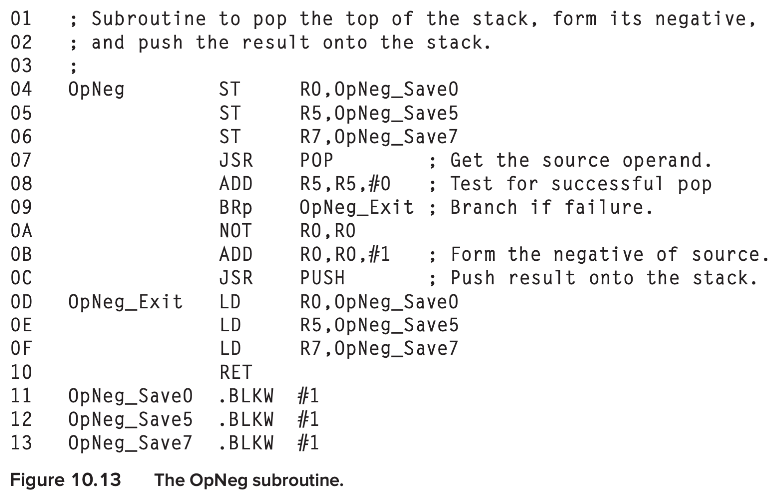 01 ; Subroutine to pop the top of the stack, form its negative,
02 ; and push the result onto the stack.
03 ;
04 OpNeg ST R0,OpNeg_Save0
05 ST R5,OpNeg_Save5
06 ST R7,OpNeg_Save7
07 JSR POP ; Get the source operand.
08 ADD R5,R5,#0 ; Test for successful pop
09 BRp OpNeg_Exit ; Branch if failure.
0A NOT R0,R0
0B ADD R0,R0,#1 ; Form the negative of source.
0C JSR PUSH ; Push result onto the stack.
0D OpNeg_Exit LD R0,OpNeg_Save0
0E LD R5,OpNeg_Save5
0F LD R7,OpNeg_Save7
10 RET
11 OpNeg_Save0 .BLKW #1
12 OpNeg_Save5 .BLKW #1
13 OpNeg_Save7 .BLKW #1
Figure 10.13 The OpNeg subroutine.